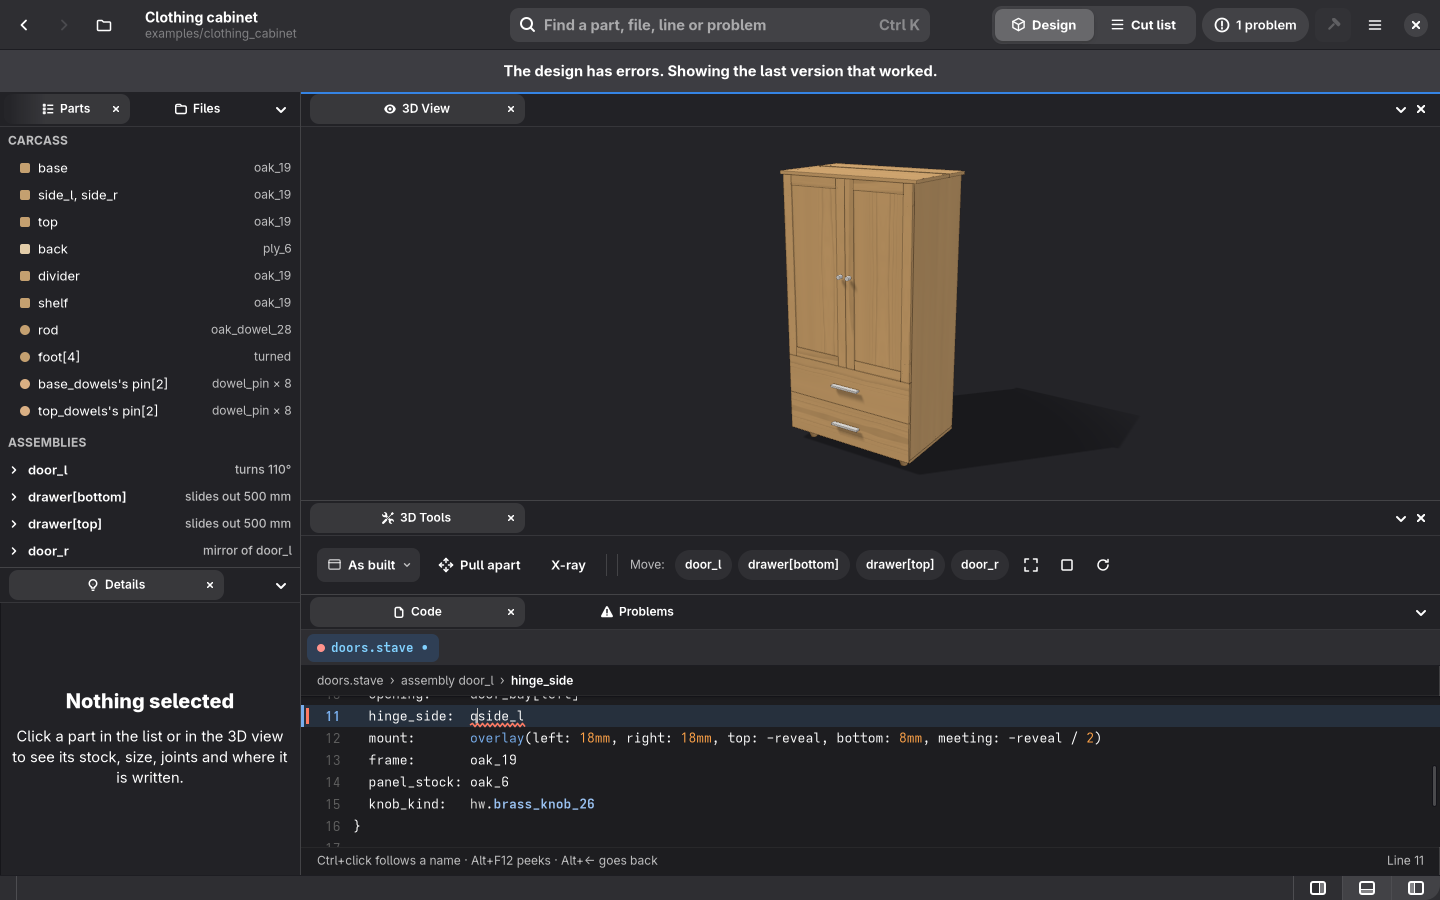 Clothing cabinet
examples/clothing_cabinet
Find a part, file, line or problem
Ctrl K
Design
Cut list
1 problem
The design has errors. Showing the last version that worked.
Parts
Files
3D View
CARCASS
base oak_19
side_l, side_r oak_19
top oak_19
back ply_6
divider oak_19
shelf oak_19
rod oak_dowel_28
foot[4] turned
base_dowels's pin[2] dowel_pin × 8
top_dowels's pin[2] dowel_pin × 8
ASSEMBLIES
door_l turns 110°
drawer[bottom] slides out 500 mm
drawer[top] slides out 500 mm
door_r mirror of door_l
Details
Nothing selected
Click a part in the list or in the 3D view
to see its stock, size, joints and where it
is written.
3D Tools
As built
Pull apart
X-ray
Move:
door_l
drawer[bottom]
drawer[top]
door_r
Code
Problems
doors.stave •
doors.stave › assembly door_l › hinge_side
10 opening: door_bay[left]
11 hinge_side: qside_l
12 mount: overlay(left: 18mm, right: 18mm, top: -reveal, bottom: 8mm, meeting: -reveal / 2)
13 frame: oak_19
14 panel_stock: oak_6
15 knob_kind: hw.brass_knob_26
16 }
17
Ctrl+click follows a name · Alt+F12 peeks · Alt+← goes back
Line 11